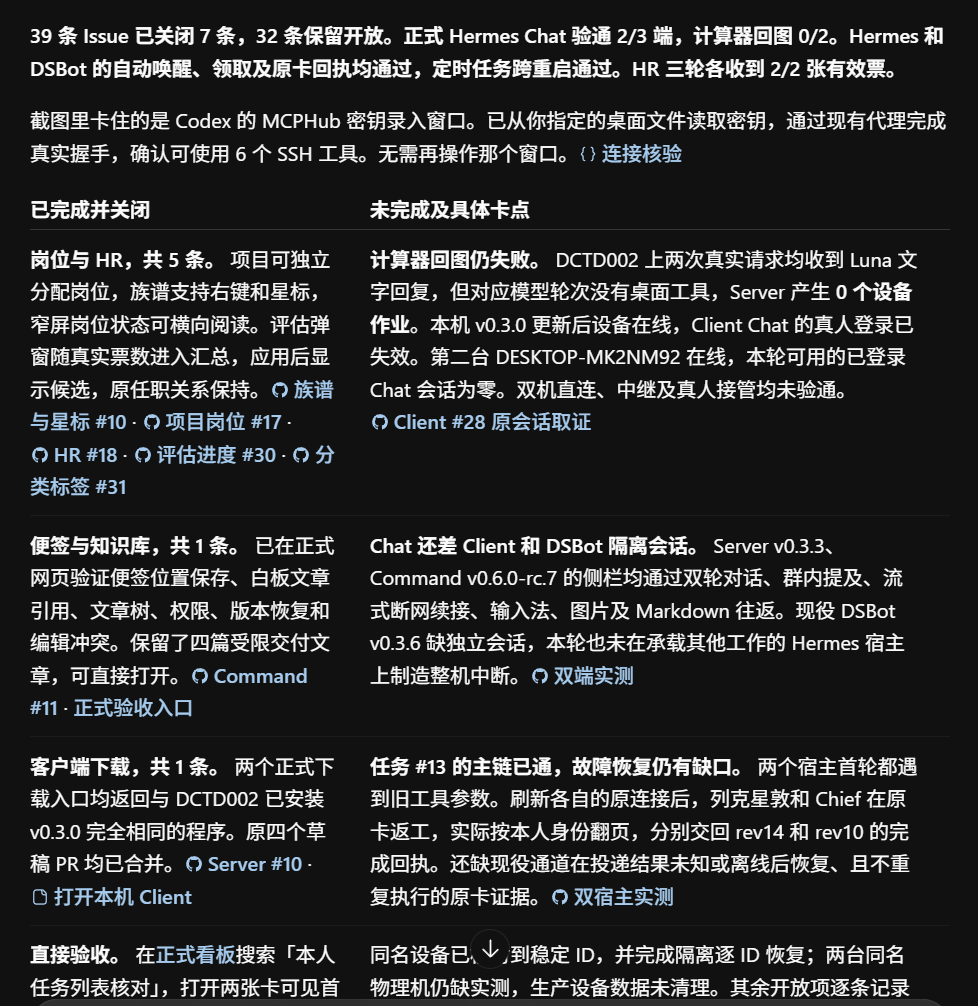 39 条 Issue 已关闭 7 条，32 条保留开放。正式 Hermes Chat 验通 2/3 端，计算器回图 0/2。Hermes 和
DSBot 的自动唤醒、领取及原卡回执均通过，定时任务跨重启通过。HR 三轮各收到 2/2 张有效票。
截图里卡住的是 Codex 的 MCPHub 密钥录入窗口。已从你指定的桌面文件读取密钥，通过现有代理完成
真实握手，确认可使用 6 个 SSH 工具。无需再操作那个窗口。 {} 连接核验
已完成并关闭
未完成及具体卡点
岗位与 HR，共 5 条。 项目可独立
分配岗位，族谱支持右键和星标，
窄屏岗位状态可横向阅读。评估弹
窗随真实票数进入汇总，应用后显
示候选，原任职关系保持。 族谱
与星标 #10 · 项目岗位 #17 ·
HR #18 · 评估进度 #30 · 分
类标签 #31
计算器回图仍失败。 DCTD002 上两次真实请求均收到 Luna 文
字回复，但对应模型轮次没有桌面工具，Server 产生 0 个设备
作业。本机 v0.3.0 更新后设备在线，Client Chat 的真人登录已
失效。第二台 DESKTOP-MK2NM92 在线，本轮可用的已登录
Chat 会话为零。双机直连、中继及真人接管均未验通。
Client #28 原会话取证
便签与知识库，共 1 条。 已在正式
网页验证便签位置保存、白板文章
引用、文章树、权限、版本恢复和
编辑冲突。保留了四篇受限交付文
章，可直接打开。 Command
#11 · 正式验收入口
Chat 还差 Client 和 DSBot 隔离会话。 Server v0.3.3、
Command v0.6.0-rc.7 的侧栏均通过双轮对话、群内提及、流
式断网续接、输入法、图片及 Markdown 往返。现役 DSBot
v0.3.6 缺独立会话，本轮也未在承载其他工作的 Hermes 宿主
上制造整机中断。 双端实测
客户端下载，共 1 条。 两个正式下
载入口均返回与 DCTD002 已安装
v0.3.0 完全相同的程序。原四个草
稿 PR 均已合并。 Server #10 ·
打开本机 Client
任务 #13 的主链已通，故障恢复仍有缺口。 两个宿主首轮都遇
到旧工具参数。刷新各自的原连接后，列克星敦和 Chief 在原
卡返工，实际按本人身份翻页，分别交回 rev14 和 rev10 的完
成回执。还缺现役通道在投递结果未知或离线后恢复、且不重
复执行的原卡证据。 双宿主实测
直接验收。 在正式看板搜索「本人
任务列表核对」，打开两张卡可见首
同名设备已 到稳定 ID，并完成隔离逐 ID 恢复；两台同名
物理机仍缺实测，生产设备数据未清理。其余开放项逐条记录